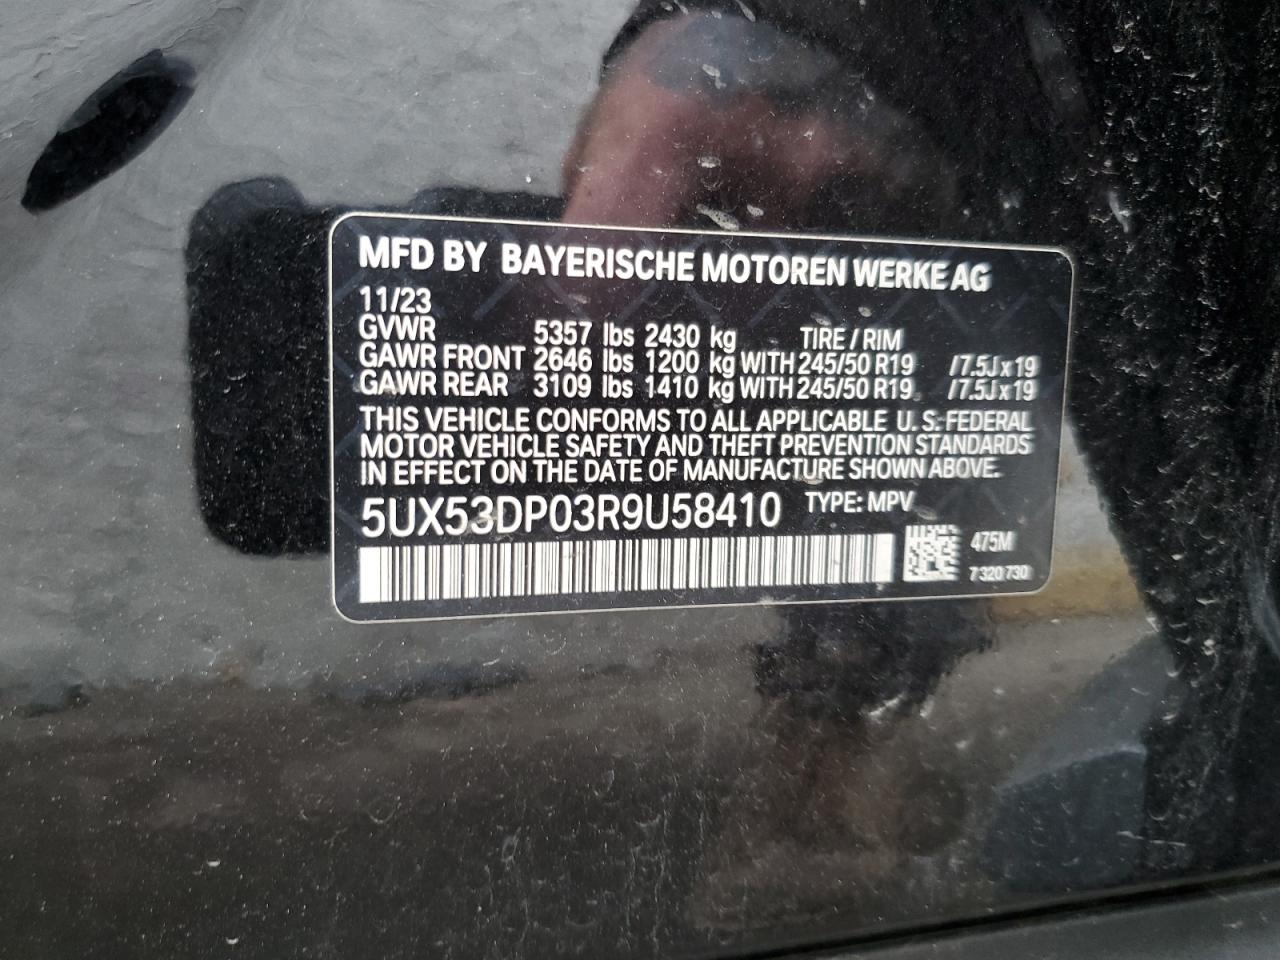 MFD BY BAYERISCHE MOTOREN WERKE AG
11/23
GVWR 5357 lbs 2430 kg TIRE / RIM
GAWR FRONT 2646 lbs 1200 kg WITH 245/50 R19 /7.5J x 19
GAWR REAR 3109 lbs 1410 kg WITH 245/50 R19 /7.5J x 19
THIS VEHICLE CONFORMS TO ALL APPLICABLE U. S. FEDERAL
MOTOR VEHICLE SAFETY AND THEFT PREVENTION STANDARDS
IN EFFECT ON THE DATE OF MANUFACTURE SHOWN ABOVE.
5UX53DP03R9U58410 TYPE: MPV
475M
7 320 730